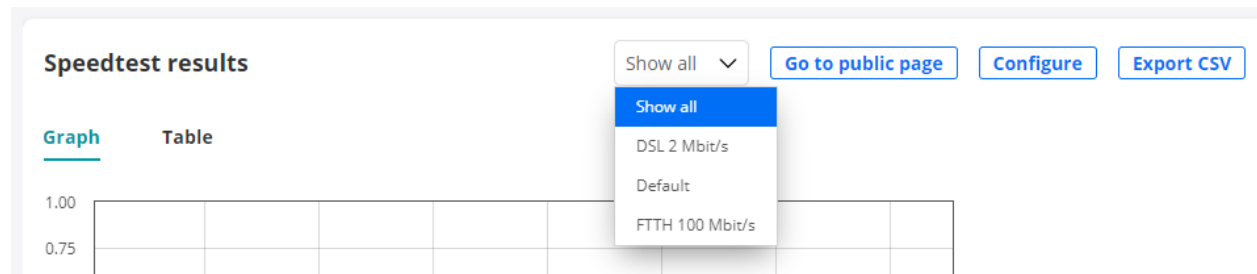 Speedtest results
Show all
Go to public page
Configure
Export CSV
Show all
DSL 2 Mbit/s
Default
FTTH 100 Mbit/s
Graph
Table
1.00
0.75